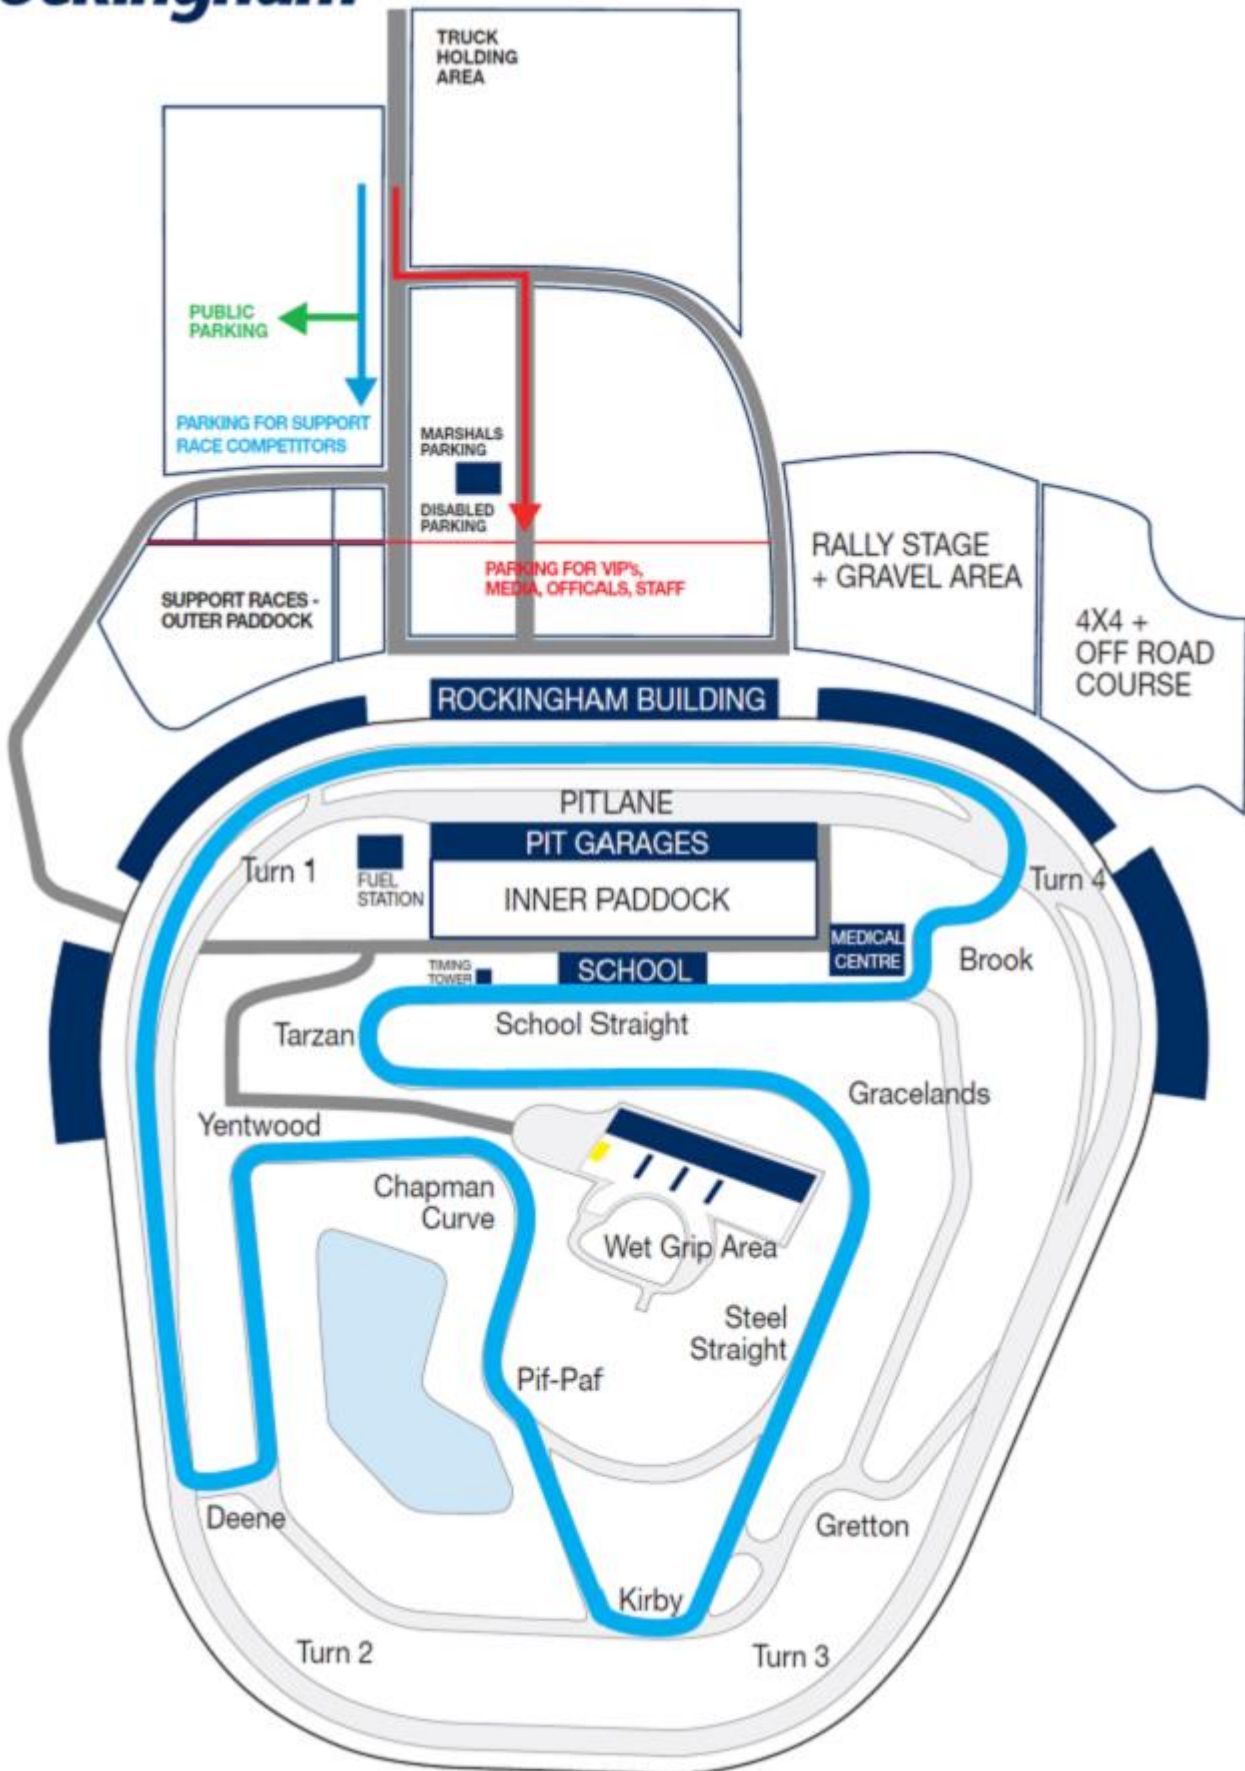 ockingham
TRUCK
HOLDING
AREA
PUBLIC
PARKING
PARKING FOR SUPPORT
RACE COMPETITORS
MARSHALS
PARKING
DISABLED
PARKING
PARKING FOR VIP's,
MEDIA, OFFICALS, STAFF
RALLY STAGE
+ GRAVEL AREA
4X4 +
OFF ROAD
COURSE
SUPPORT RACES -
OUTER PADDOCK
ROCKINGHAM BUILDING
PITLANE
PIT GARAGES
INNER PADDOCK
Turn 1
FUEL
STATION
Turn 4
MEDICAL
CENTRE
Brook
TIMING
TOWER
SCHOOL
School Straight
Tarzan
Gracelands
Yentwood
Chapman
Curve
Wet Grip Area
Steel
Straight
Pif-Paf
Deene
Gretton
Kirby
Turn 2
Turn 3